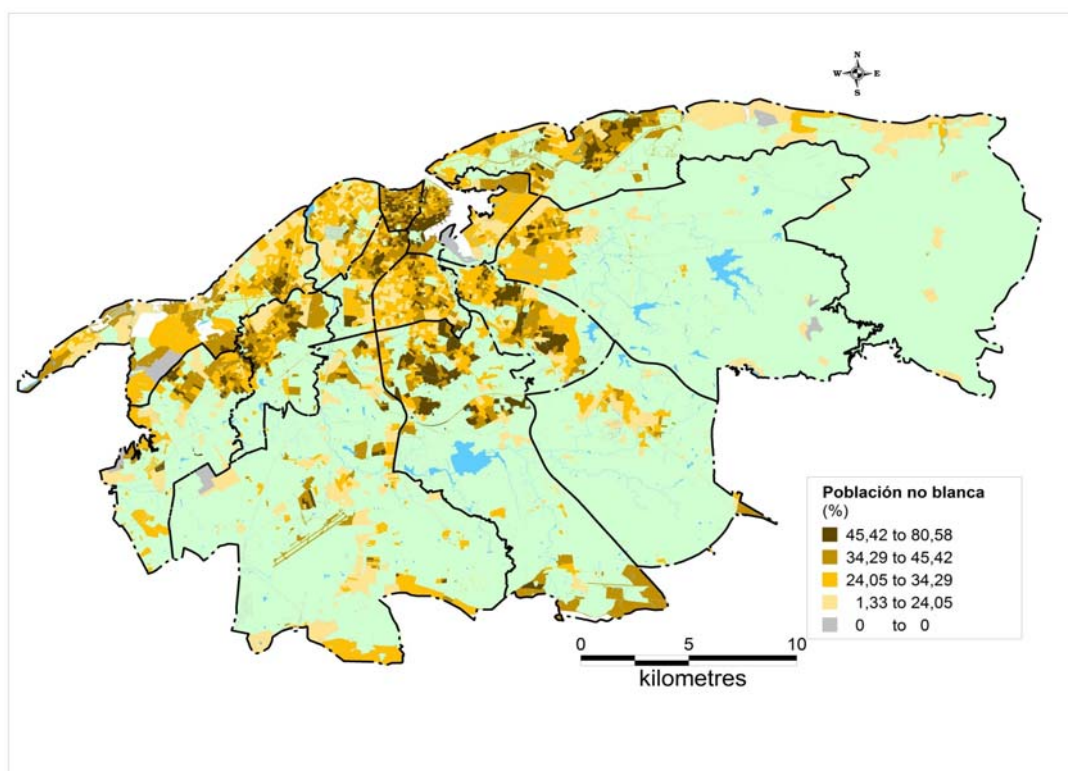 N
W E
S
Población no blanca
(%)
45,42 to 80,58
34,29 to 45,42
24,05 to 34,29
1,33 to 24,05
0 to 0
0 5 10
kilometres